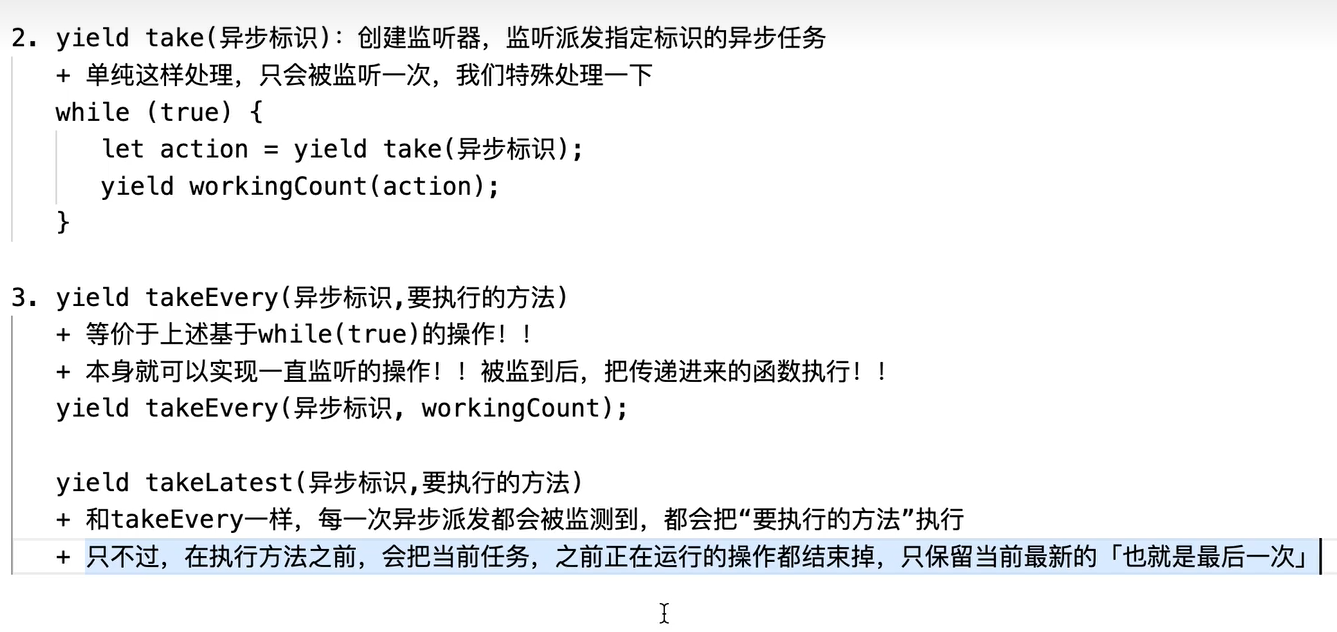 2. yield take(异步标识): 创建监听器，监听派发指定标识的异步任务
+ 单纯这样处理，只会被监听一次，我们特殊处理一下
while (true) {
let action = yield take(异步标识);
yield workingCount(action);
}
3. yield takeEvery(异步标识,要执行的方法)
+ 等价于上述基于while(true)的操作！！
+ 本身就可以实现一直监听的操作！！被监到后，把传递进来的函数执行！！
yield takeEvery(异步标识, workingCount);
yield takeLatest(异步标识,要执行的方法)
+ 和takeEvery一样，每一次异步派发都会被监测到，都会把“要执行的方法”执行
+ 只不过，在执行方法之前，会把当前任务，之前正在运行的操作都结束掉，只保留当前最新的「也就是最后一次」